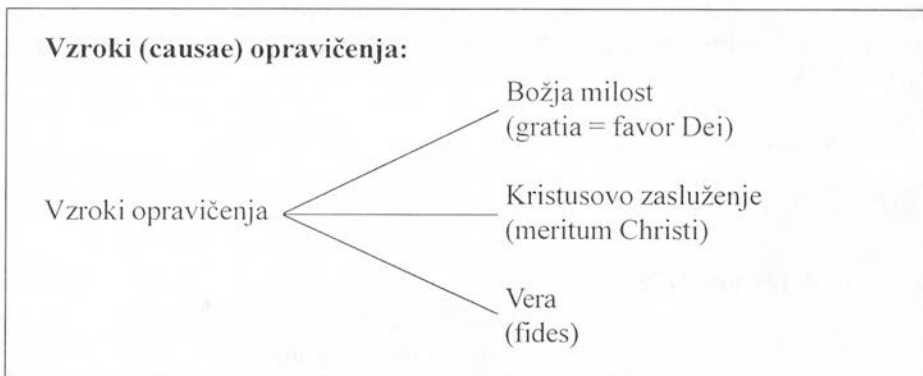 Vzroki (causae) opravičenja:
Božja milost
(gratia = favor Dei)
Vzroki opravičenja
Kristusovo zasluženje
(meritum Christi)
Vera
(fides)